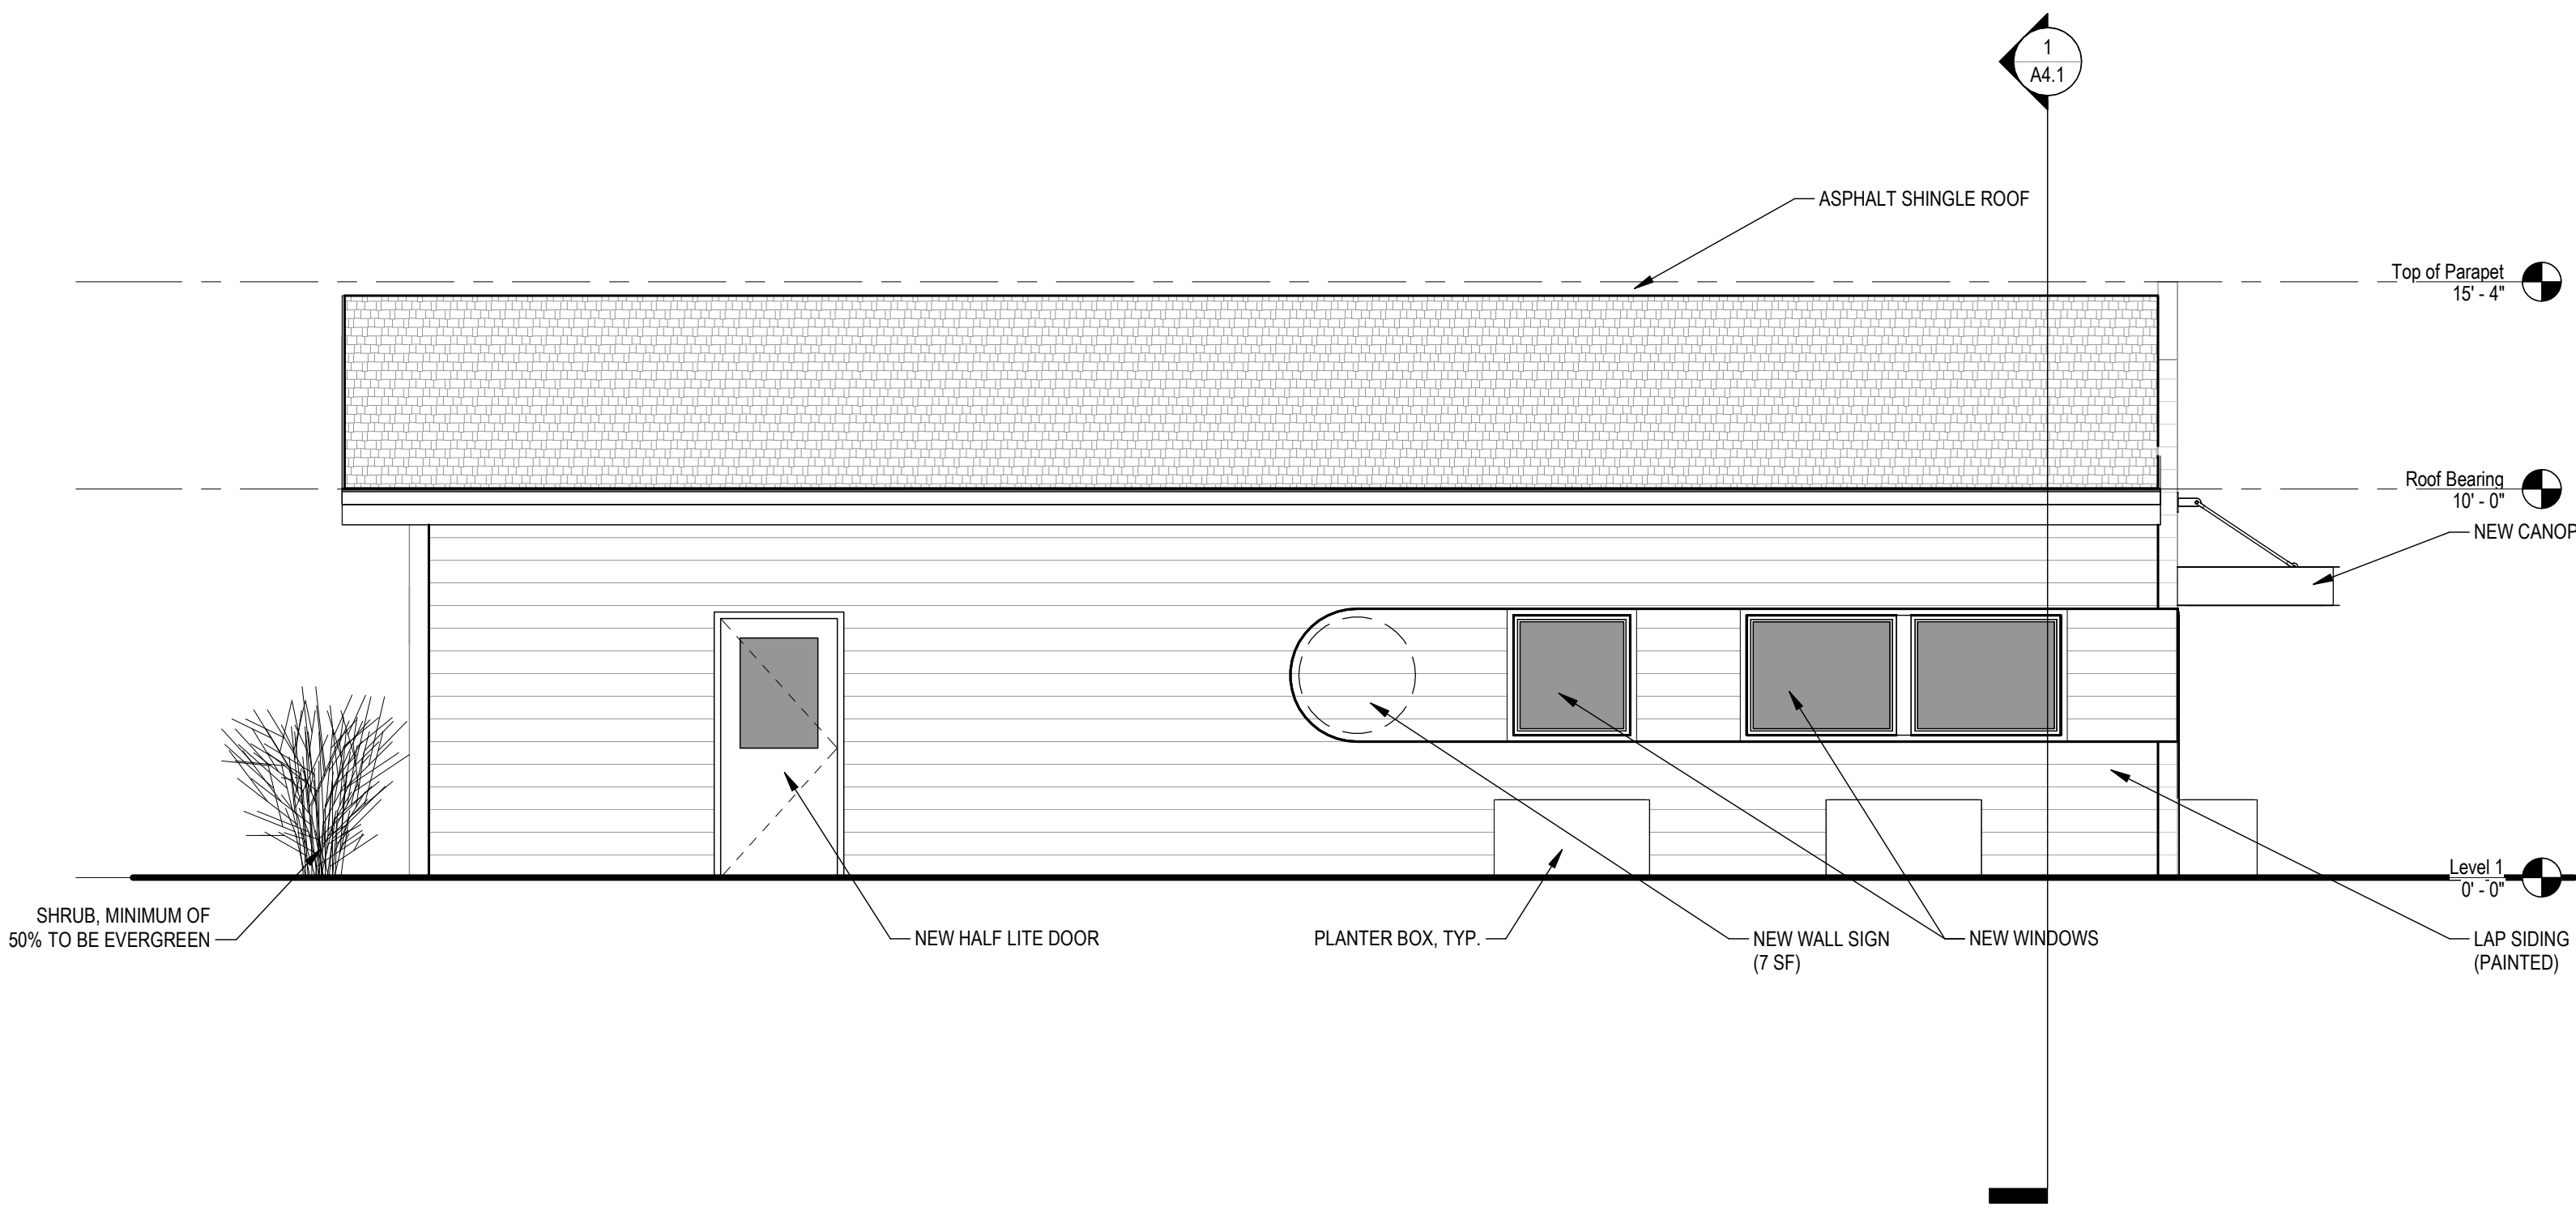 1
A4.1
ASPHALT SHINGLE ROOF
Top of Parapet
15' - 4"
Roof Bearing
10' - 0"
NEW CANOP
Level 1
0' - 0"
SHRUB, MINIMUM OF
50% TO BE EVERGREEN
NEW HALF LITE DOOR
PLANTER BOX, TYP.
NEW WALL SIGN
(7 SF)
NEW WINDOWS
LAP SIDING
(PAINTED)